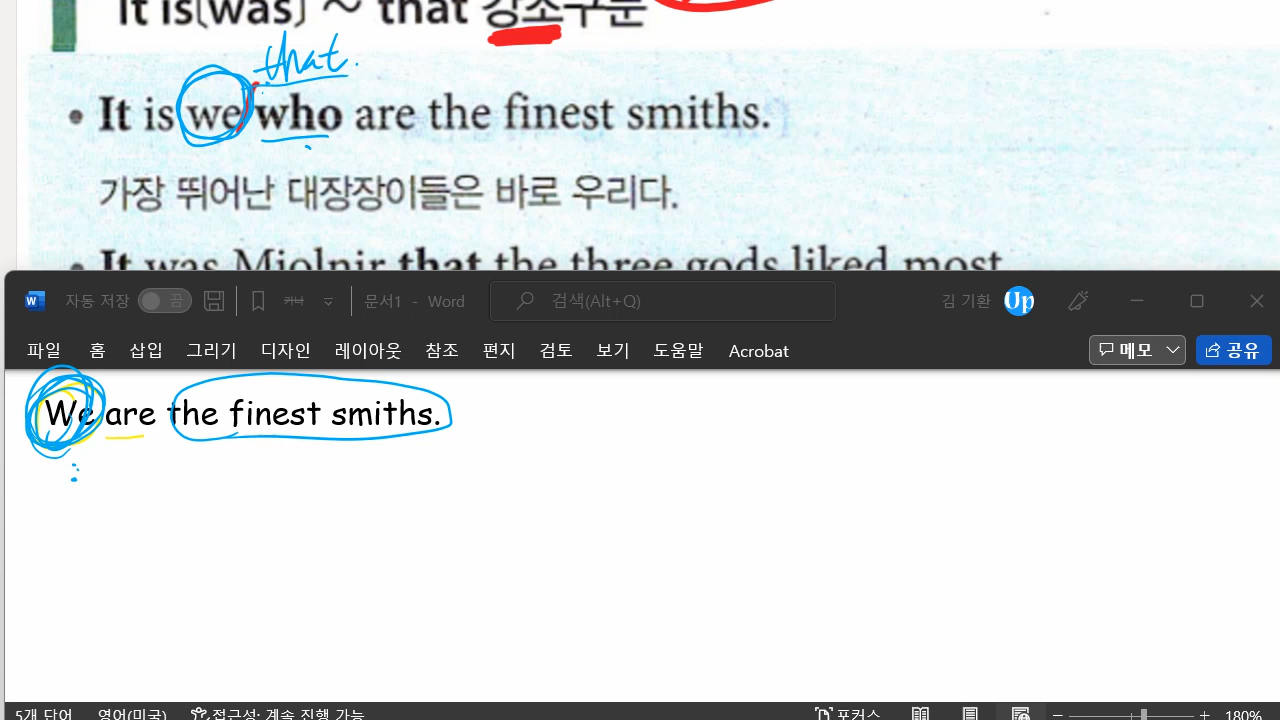 It is(was) ~ that 강조구문
that.
• It is we who are the finest smiths.
가장 뛰어난 대장장이들은 바로 우리다.
• It was Mjolnir that the three gods liked most
자동 저장 끔 가나 문서1 - Word 검색(Alt+Q) 김 기환 Up
파일 홈 삽입 그리기 디자인 레이아웃 참조 편지 검토 보기 도움말 Acrobat 메모 공유
We are the finest smiths.
5개 단어 영어(미국) 접근성: 계속 진행 가능 포커스 180%